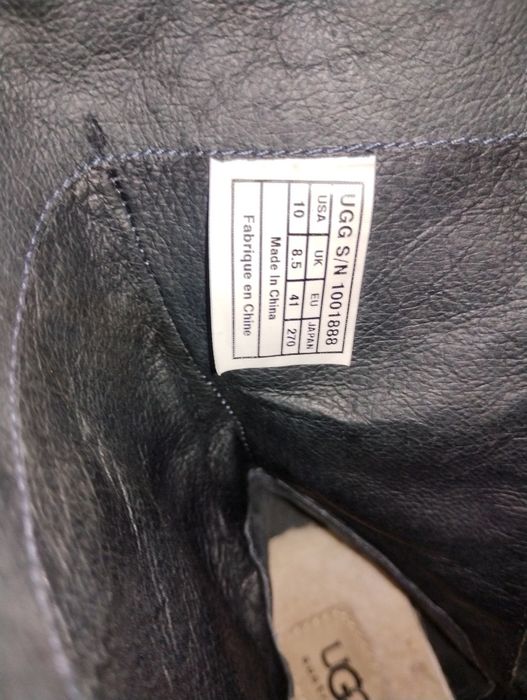 UGG S/N 1001888
USA UK EU JAPAN
10 8.5 41 270
Made In China
Fabrique en Chine
UGG